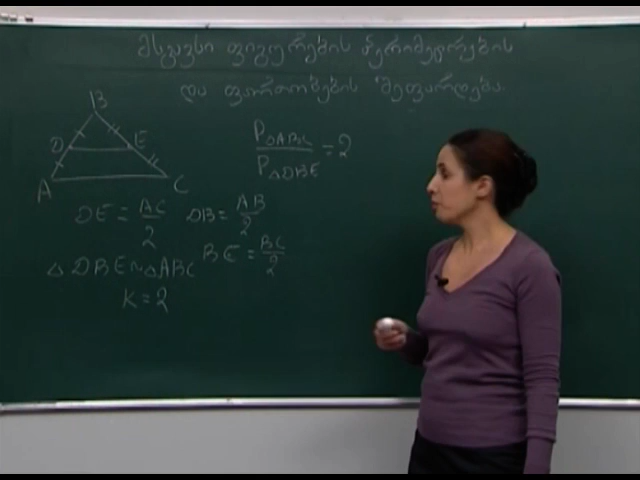 მსგავსი ფიგურების პერიმეტრების
და ფართობების შეფარდება.
B
D E
A C
P△ABC / P△DBE = 2
DE = AC/2 DB = AB/2
BE = BC/2
△DBE ~ △ABC
K = 2